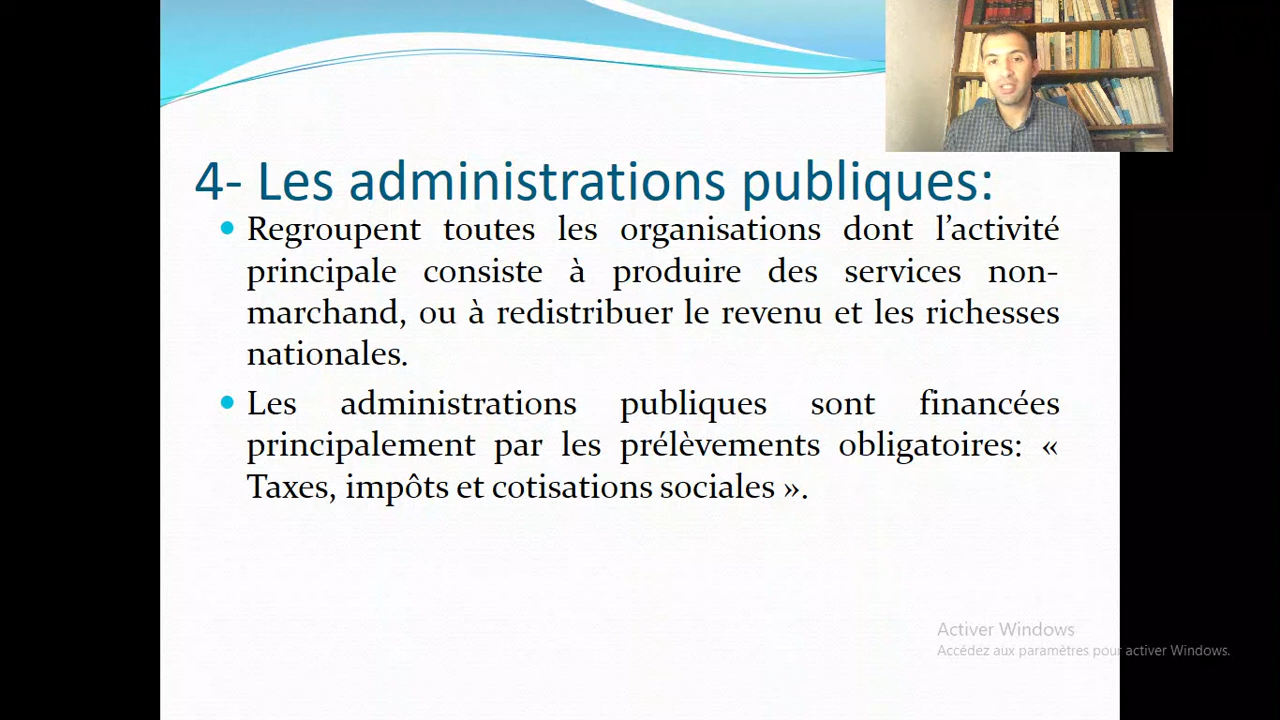 4- Les administrations publiques:
Regroupent toutes les organisations dont l’activité
principale consiste à produire des services non-
marchand, ou à redistribuer le revenu et les richesses
nationales.
Les administrations publiques sont financées
principalement par les prélèvements obligatoires: «
Taxes, impôts et cotisations sociales ».
Activer Windows
Accédez aux paramètres pour activer Windows.